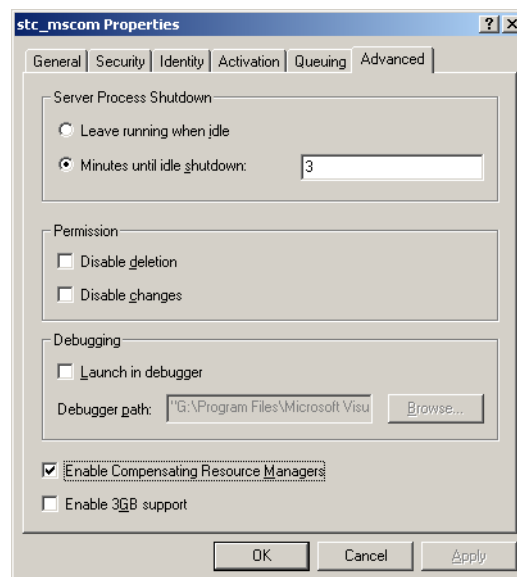 stc_mscom Properties
General Security Identity Activation Queuing Advanced
Server Process Shutdown
Leave running when idle
Minutes until idle shutdown: 3
Permission
Disable deletion
Disable changes
Debugging
Launch in debugger
Debugger path: "G:\Program Files\Microsoft Visu Browse...
Enable Compensating Resource Managers
Enable 3GB support
OK Cancel Apply